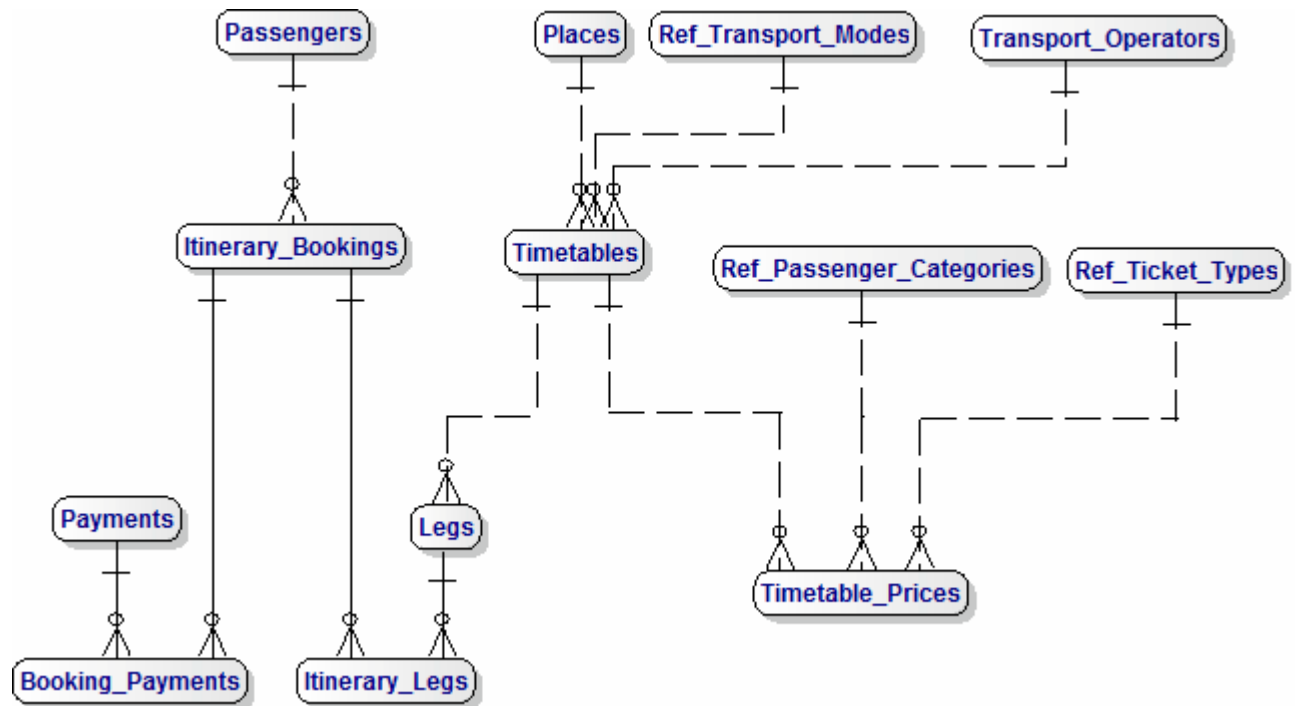 Passengers
Places
Ref_Transport_Modes
Transport_Operators
Itinerary_Bookings
Timetables
Ref_Passenger_Categories
Ref_Ticket_Types
Payments
Legs
Timetable_Prices
Booking_Payments
Itinerary_Legs